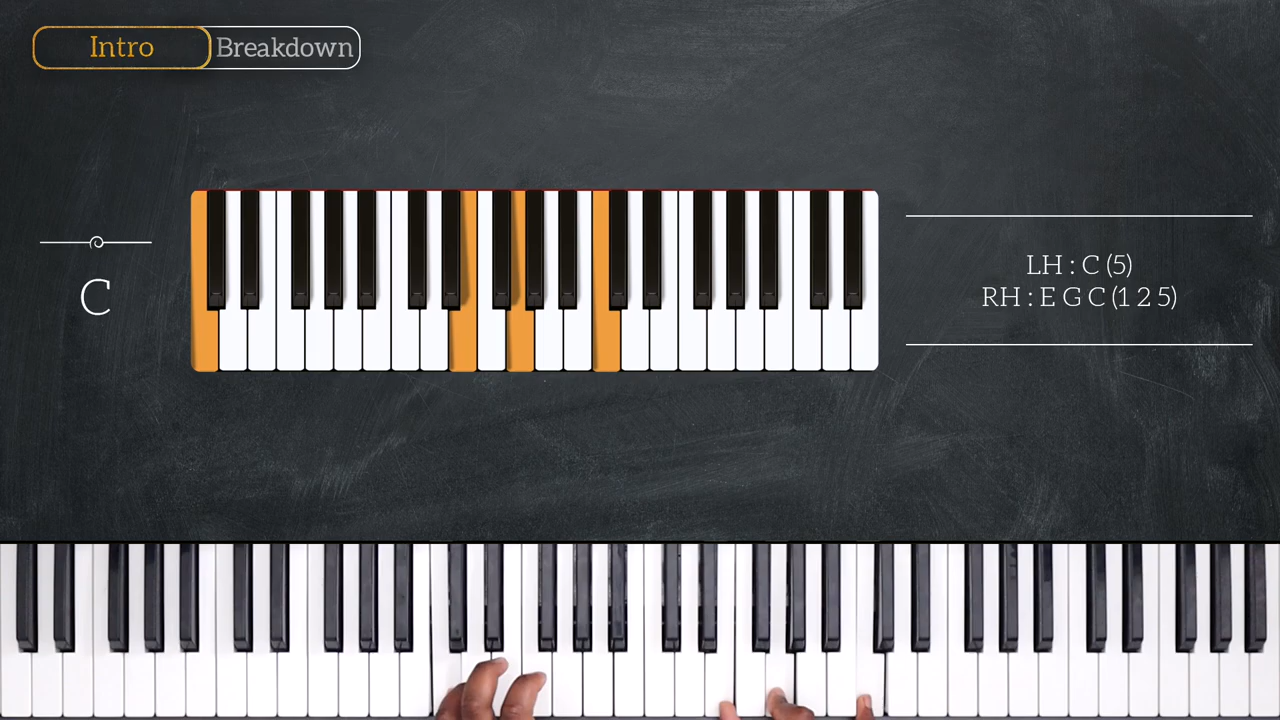 Intro
Breakdown
C
LH : C (5)
RH : E G C (1 2 5)